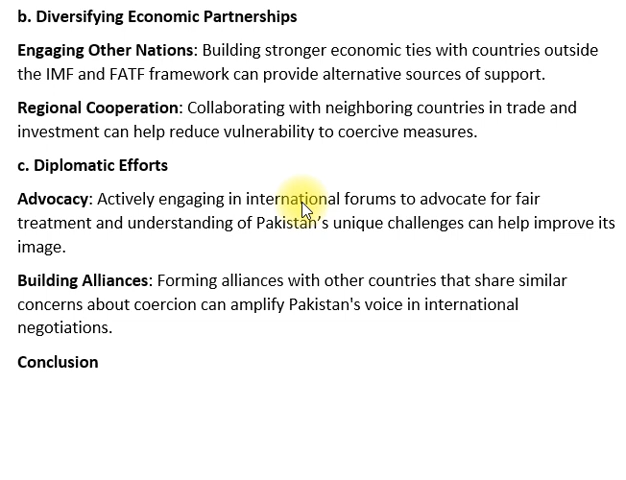 b. Diversifying Economic Partnerships
Engaging Other Nations: Building stronger economic ties with countries outside
the IMF and FATF framework can provide alternative sources of support.
Regional Cooperation: Collaborating with neighboring countries in trade and
investment can help reduce vulnerability to coercive measures.
c. Diplomatic Efforts
Advocacy: Actively engaging in international forums to advocate for fair
treatment and understanding of Pakistan’s unique challenges can help improve its
image.
Building Alliances: Forming alliances with other countries that share similar
concerns about coercion can amplify Pakistan's voice in international
negotiations.
Conclusion